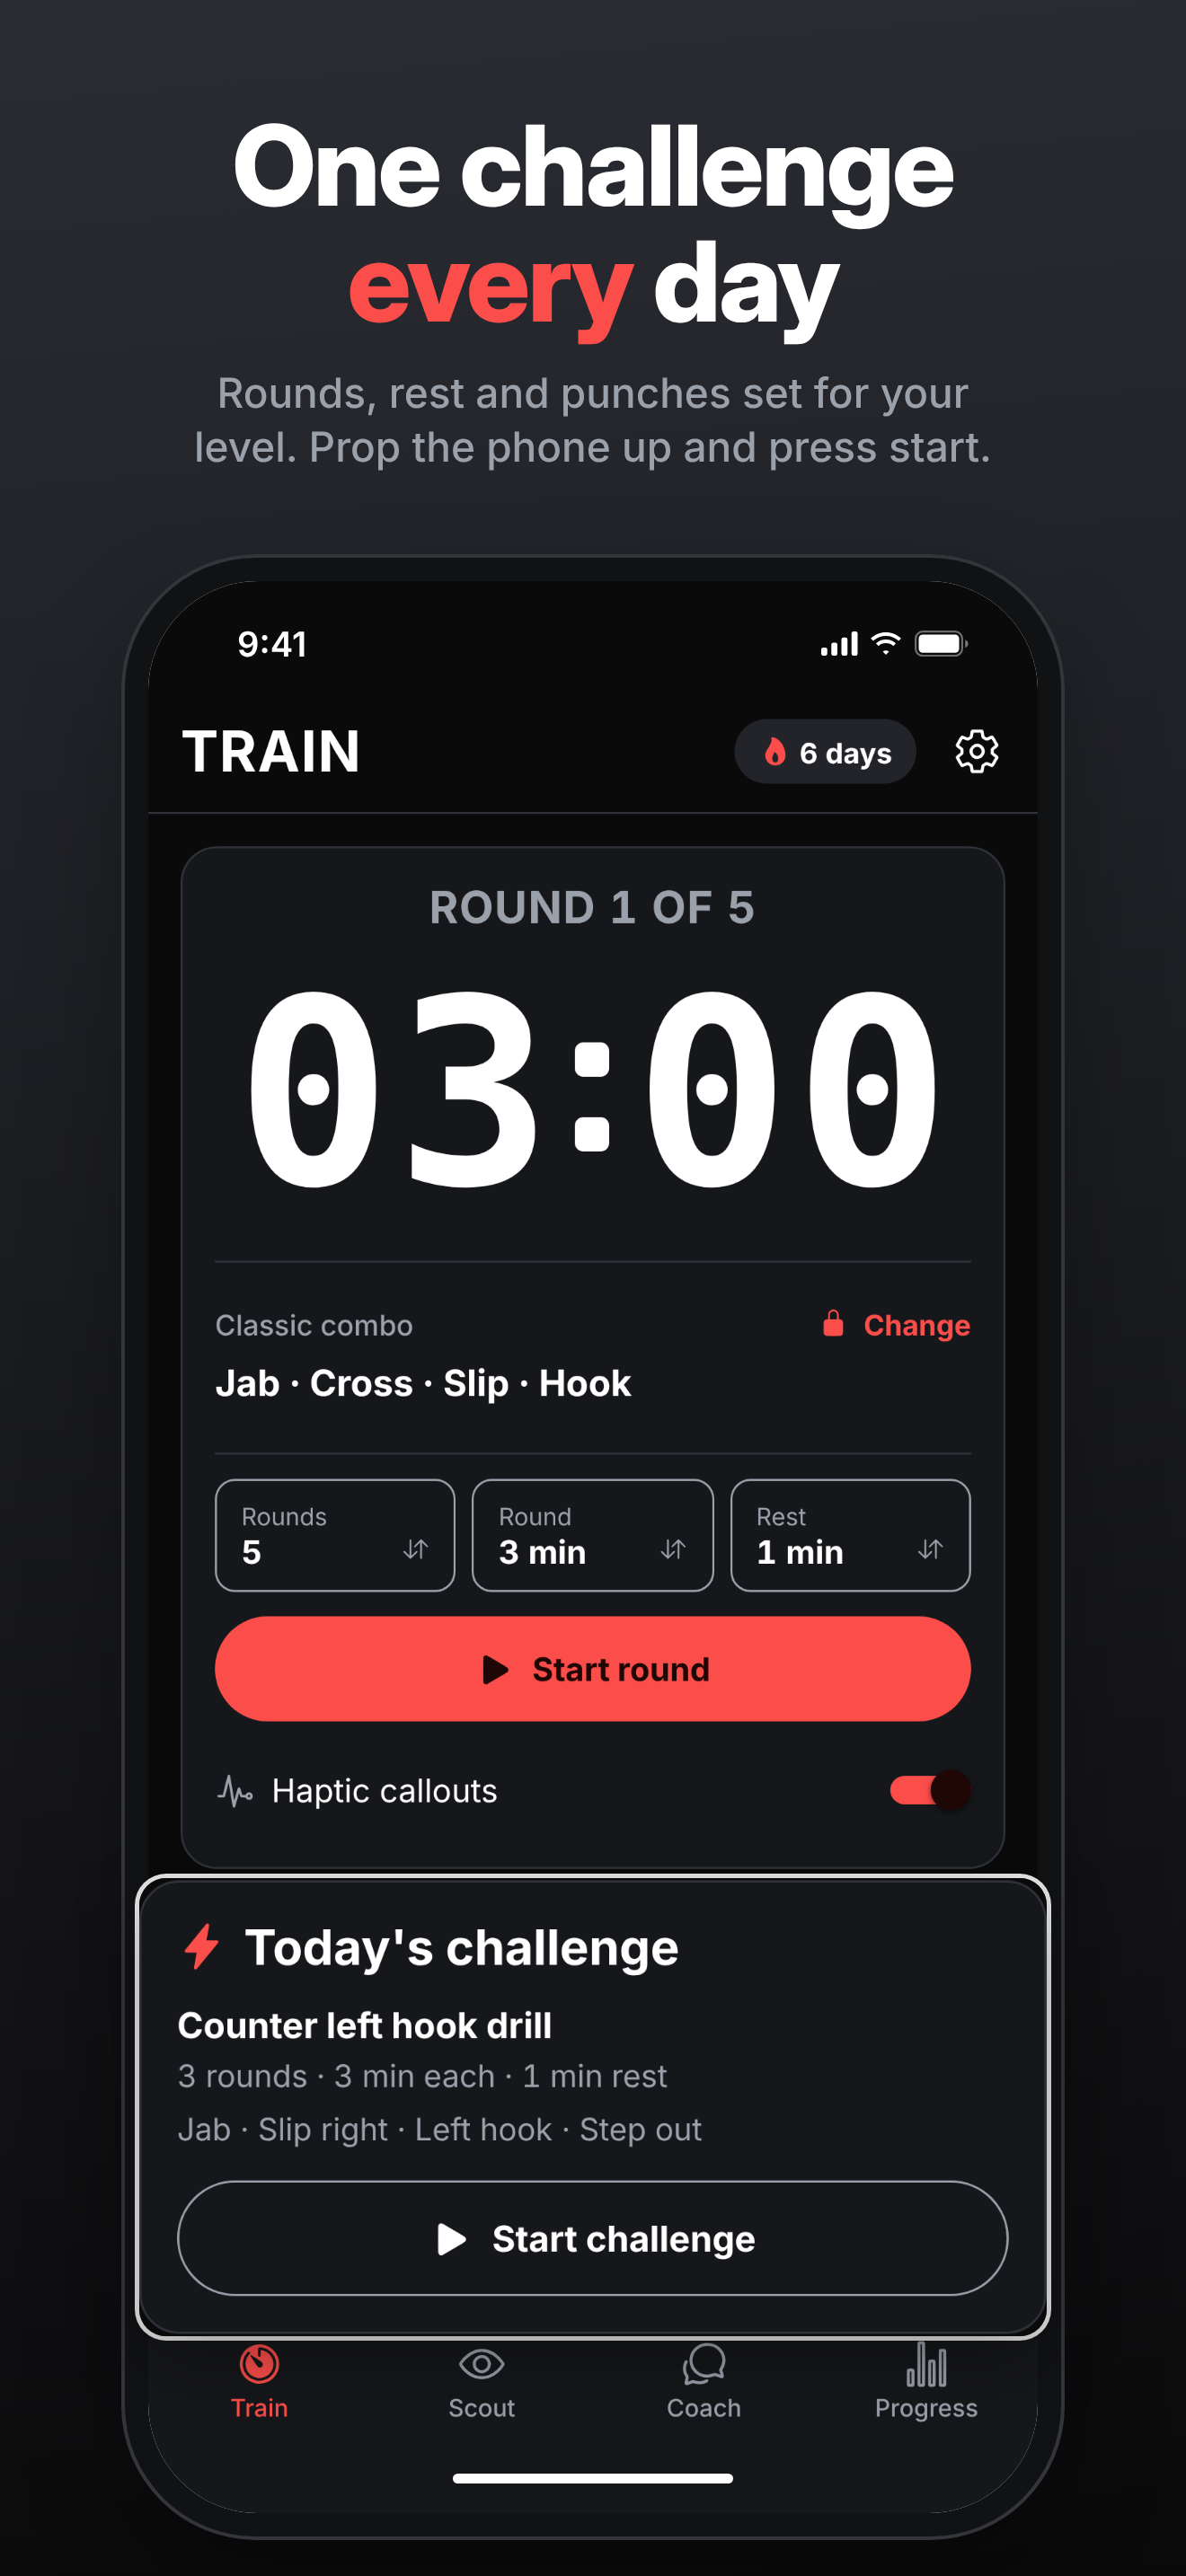 One challenge
every day
Rounds, rest and punches set for your
level. Prop the phone up and press start.
9:41
TRAIN
6 days
ROUND 1 OF 5
03:00
Classic combo
Change
Jab · Cross · Slip · Hook
Rounds
5
Round
3 min
Rest
1 min
Start round
Haptic callouts
Today's challenge
Counter left hook drill
3 rounds · 3 min each · 1 min rest
Jab · Slip right · Left hook · Step out
Start challenge
Train
Scout
Coach
Progress